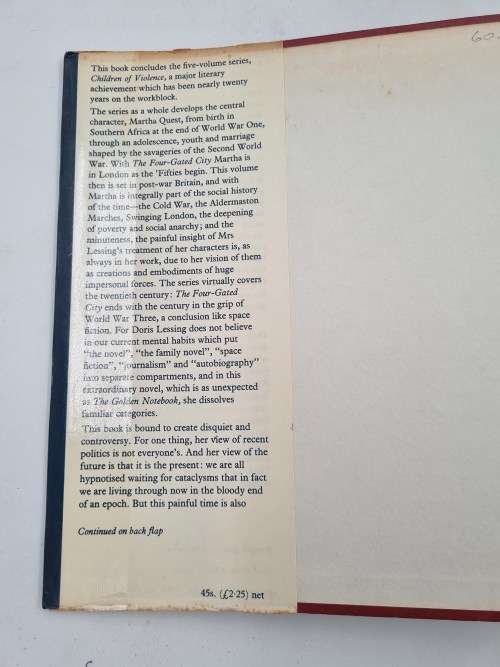 This book concludes the five-volume series,
Children of Violence, a major literary
achievement which has been nearly twenty
years on the workblock.
The series as a whole develops the central
character, Martha Quest, from birth in
Southern Africa at the end of World War One,
through an adolescence, youth and marriage
shaped by the savageries of the Second World
War. With The Four-Gated City Martha is
in London as the 'Fifties begin. This volume
then is set in post-war Britain, and with
Martha is integrally part of the social history
of the time—the Cold War, the Aldermaston
Marches, Swinging London, the deepening
of poverty and social anarchy; and the
minuteness, the painful insight of Mrs
Lessing's treatment of her characters is, as
always in her work, due to her vision of them
as creations and embodiments of huge
impersonal forces. The series virtually covers
the twentieth century: The Four-Gated
City ends with the century in the grip of
World War Three, a conclusion like space
fiction. For Doris Lessing does not believe
in our current mental habits which put
"the novel", "the family novel", "space
fiction", "journalism" and "autobiography"
into separate compartments, and in this
extraordinary novel, which is as unexpected
as The Golden Notebook, she dissolves
familiar categories.
This book is bound to create disquiet and
controversy. For one thing, her view of recent
politics is not everyone's. And her view of the
future is that it is the present: we are all
hypnotised waiting for cataclysms that in fact
we are living through now in the bloody end
of an epoch. But this painful time is also
Continued on back flap
45s. (£2·25) net